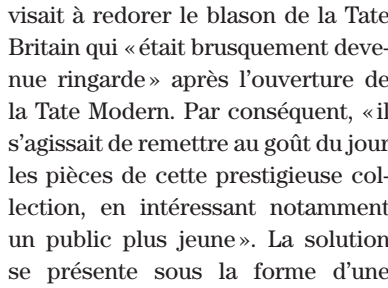 visait à redorer le blason de la Tate
Britain qui « était brusquement deve-
nue ringarde » après l’ouverture de
la Tate Modern. Par conséquent, « il
s’agissait de remettre au goût du jour
les pièces de cette prestigieuse col-
lection, en intéressant notamment
un public plus jeune ». La solution
se présente sous la forme d’une